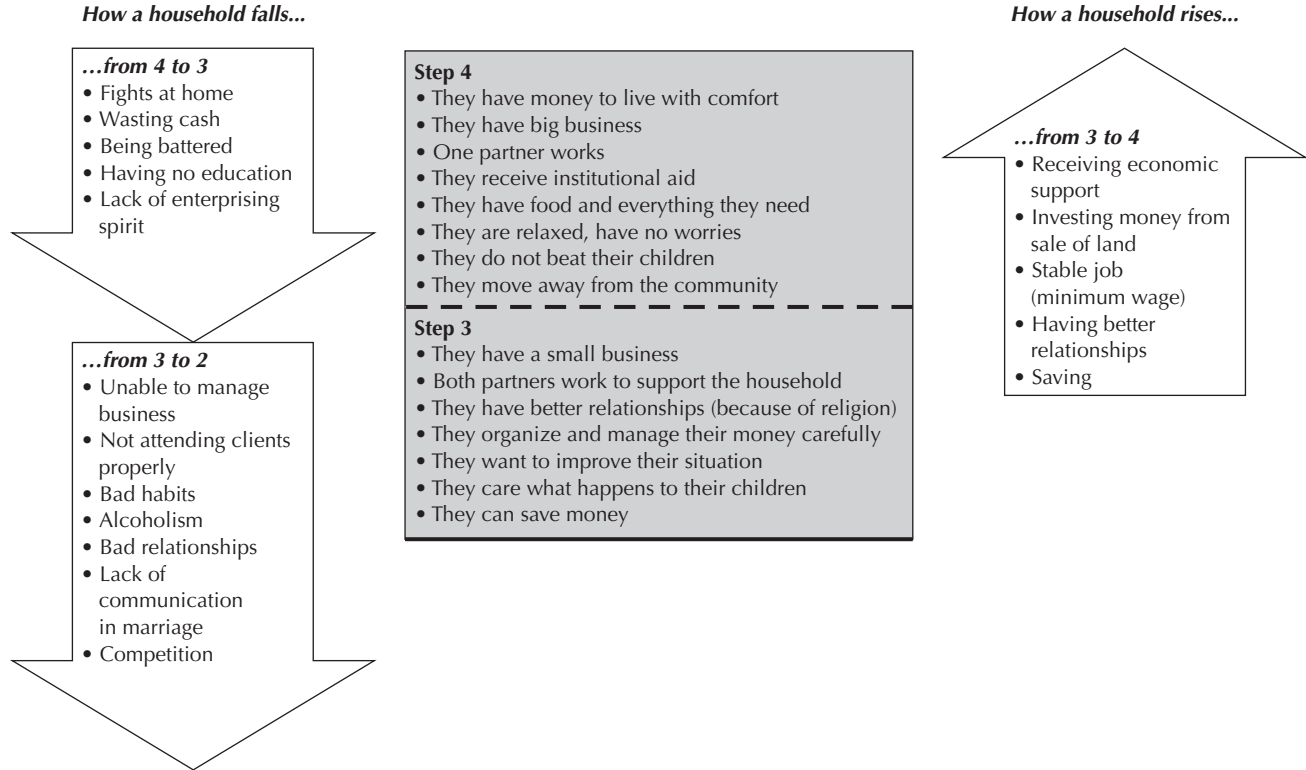 How a household falls...
...from 4 to 3
• Fights at home
• Wasting cash
• Being battered
• Having no education
• Lack of enterprising
spirit
...from 3 to 2
• Unable to manage
business
• Not attending clients
properly
• Bad habits
• Alcoholism
• Bad relationships
• Lack of
communication
in marriage
• Competition
Step 4
• They have money to live with comfort
• They have big business
• One partner works
• They receive institutional aid
• They have food and everything they need
• They are relaxed, have no worries
• They do not beat their children
• They move away from the community
Step 3
• They have a small business
• Both partners work to support the household
• They have better relationships (because of religion)
• They organize and manage their money carefully
• They want to improve their situation
• They care what happens to their children
• They can save money
How a household rises...
...from 3 to 4
• Receiving economic
support
• Investing money from
sale of land
• Stable job
(minimum wage)
• Having better
relationships
• Saving